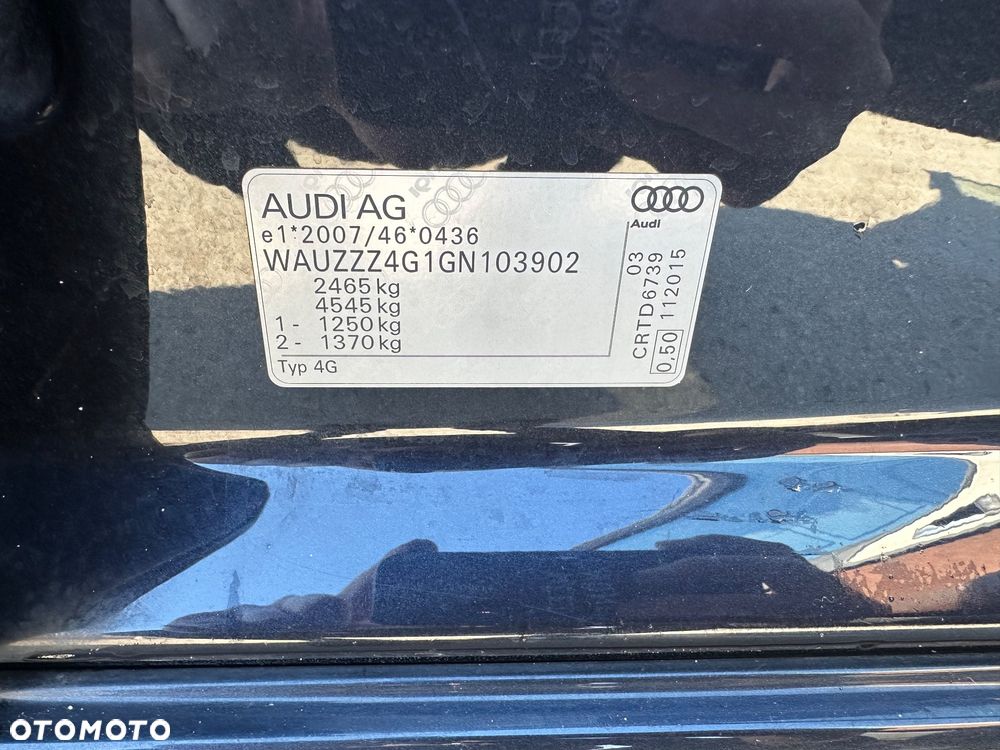 AUDI AG
e1*2007/46*0436
WAUZZZ4G1GN103902
2465 kg
4545 kg
1 - 1250 kg
2 - 1370 kg
Typ 4G
Audi
03
CRTD6739
0,50 112015
OTOMOTO